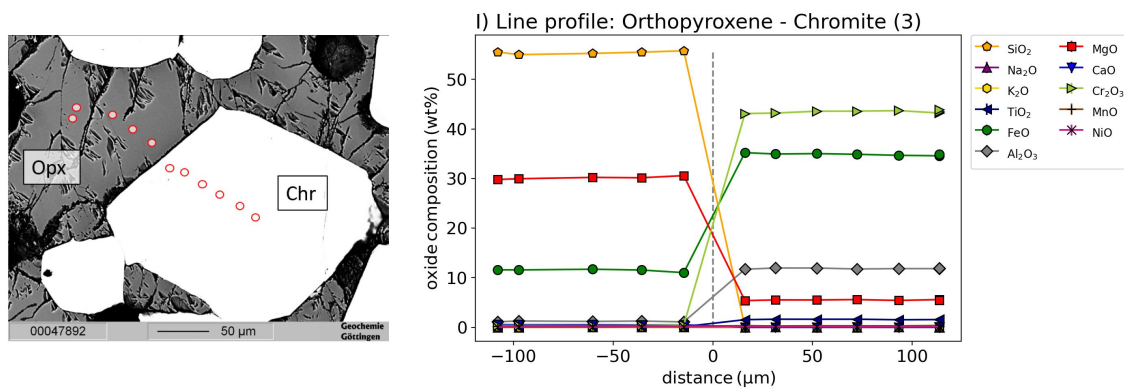 Opx
Chr
00047892
50 µm
Geochemie
Göttingen
I) Line profile: Orthopyroxene - Chromite (3)
oxide composition (wt%)
50
40
30
20
10
0
−100
−50
0
50
100
distance (µm)
SiO₂
Na₂O
K₂O
TiO₂
FeO
Al₂O₃
MgO
CaO
Cr₂O₃
MnO
NiO